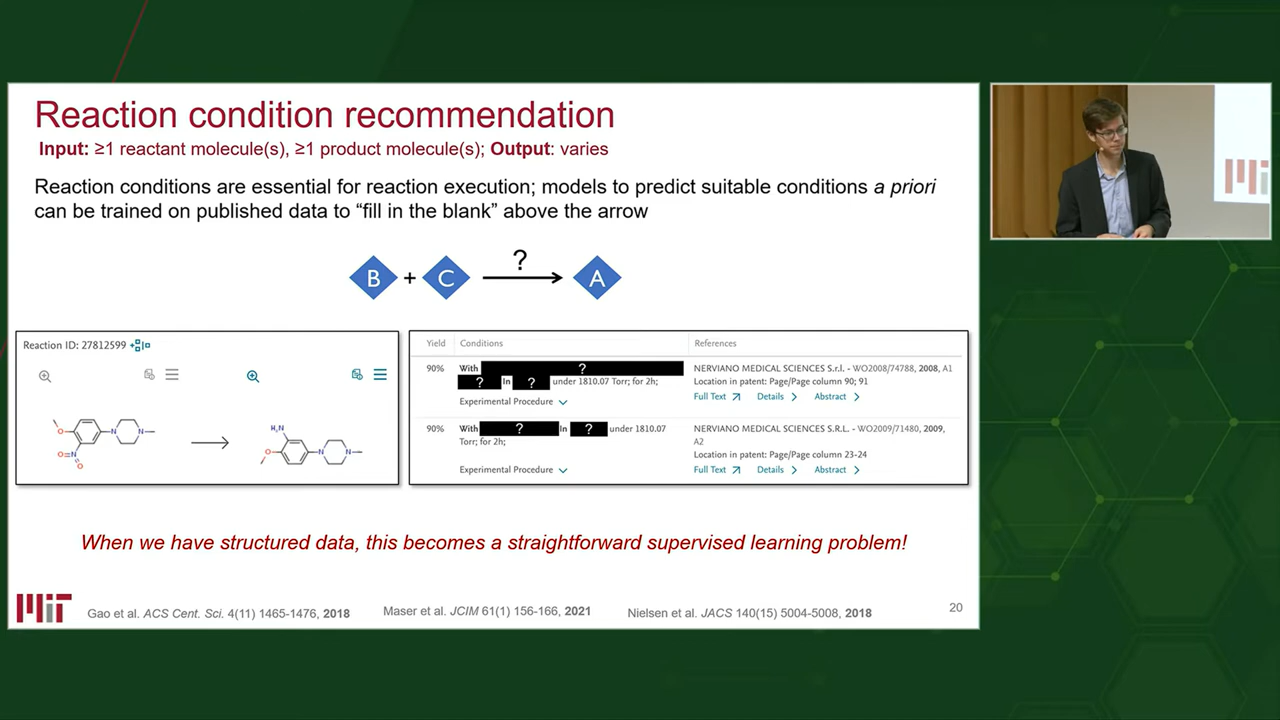 Reaction condition recommendation
Input: ≥1 reactant molecule(s), ≥1 product molecule(s); Output: varies
Reaction conditions are essential for reaction execution; models to predict suitable conditions a priori
can be trained on published data to “fill in the blank” above the arrow
B + C ? A
Reaction ID: 27812599
O
N
N
O
N
O
H₂N
O
N
N
Yield Conditions References
90% With ?
? In ? under 1810.07 Torr; for 2h;
Experimental Procedure
NERVIANO MEDICAL SCIENCES S.r.l. - WO2008/74788, 2008, A1
Location in patent: Page/Page column 90; 91
Full Text Details Abstract
90% With ? In ? under 1810.07
Torr; for 2h;
Experimental Procedure
NERVIANO MEDICAL SCIENCES S.R.L. - WO2009/71480, 2009,
A2
Location in patent: Page/Page column 23-24
Full Text Details Abstract
When we have structured data, this becomes a straightforward supervised learning problem!
MIT
Gao et al. ACS Cent. Sci. 4(11) 1465-1476, 2018
Maser et al. JCIM 61(1) 156-166, 2021
Nielsen et al. JACS 140(15) 5004-5008, 2018
20